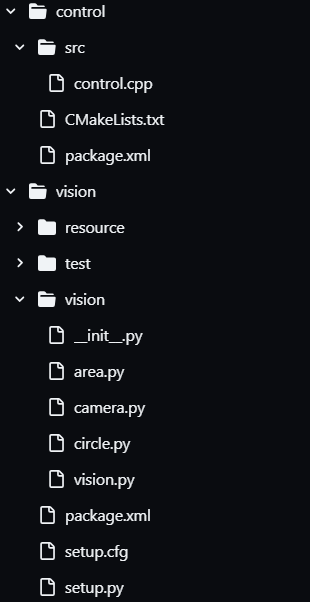 control
src
control.cpp
CMakeLists.txt
package.xml
vision
resource
test
vision
__init__.py
area.py
camera.py
circle.py
vision.py
package.xml
setup.cfg
setup.py